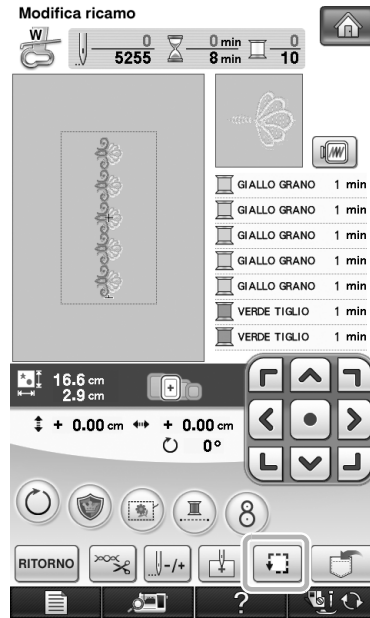 Modifica ricamo
W
0 0 min 0
5255 8 min 10
GIALLO GRANO 1 min
GIALLO GRANO 1 min
GIALLO GRANO 1 min
GIALLO GRANO 1 min
GIALLO GRANO 1 min
VERDE TIGLIO 1 min
VERDE TIGLIO 1 min
16.6 cm
2.9 cm
+ 0.00 cm + 0.00 cm
0°
8
RITORNO -/+
?